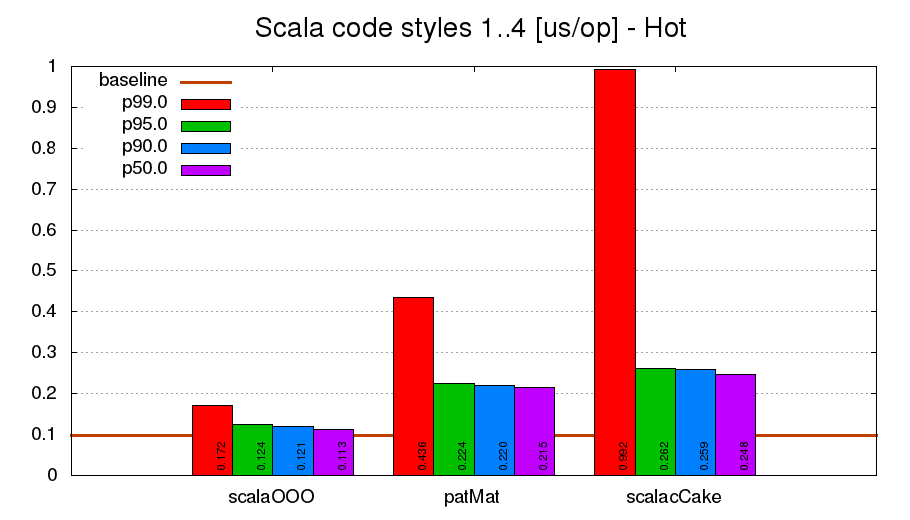 Scala code styles 1..4 [us/op] - Hot
1
0.9
0.8
0.7
0.6
0.5
0.4
0.3
0.2
0.1
0
baseline
p99.0
p95.0
p90.0
p50.0
0.172 0.124 0.121 0.113
0.436 0.224 0.220 0.215
0.992 0.262 0.259 0.248
scalaOOO patMat scalacCake